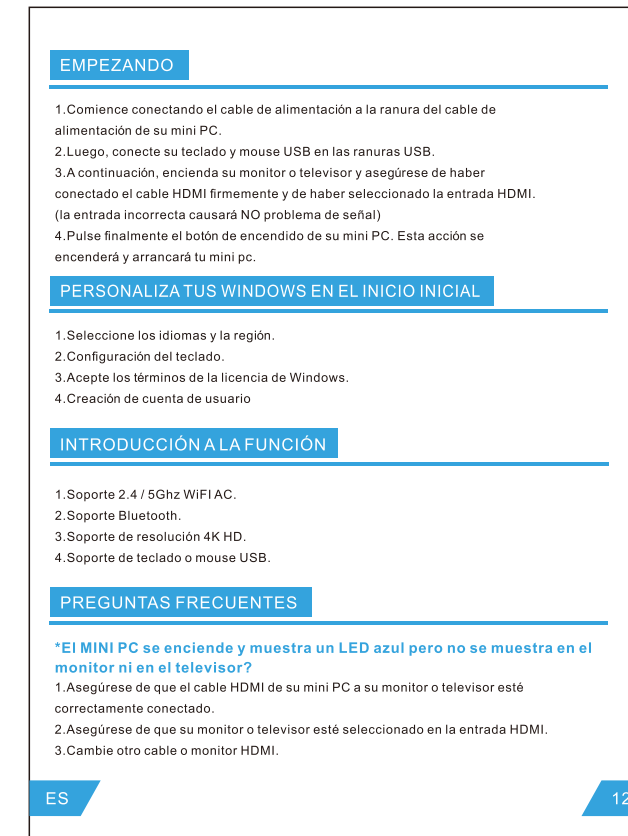 EMPEZANDO
1.Comience conectando el cable de alimentación a la ranura del cable de
alimentación de su mini PC.
2.Luego, conecte su teclado y mouse USB en las ranuras USB.
3.A continuación, encienda su monitor o televisor y asegúrese de haber
conectado el cable HDMI firmemente y de haber seleccionado la entrada HDMI.
(la entrada incorrecta causará NO problema de señal)
4.Pulse finalmente el botón de encendido de su mini PC. Esta acción se
encenderá y arrancará tu mini pc.
PERSONALIZA TUS WINDOWS EN EL INICIO INICIAL
1.Seleccione los idiomas y la región.
2.Configuración del teclado.
3.Acepte los términos de la licencia de Windows.
4.Creación de cuenta de usuario
INTRODUCCIÓN A LA FUNCIÓN
1.Soporte 2.4 / 5Ghz WiFI AC.
2.Soporte Bluetooth.
3.Soporte de resolución 4K HD.
4.Soporte de teclado o mouse USB.
PREGUNTAS FRECUENTES
*El MINI PC se enciende y muestra un LED azul pero no se muestra en el
monitor ni en el televisor?
1.Asegúrese de que el cable HDMI de su mini PC a su monitor o televisor esté
correctamente conectado.
2.Asegúrese de que su monitor o televisor esté seleccionado en la entrada HDMI.
3.Cambie otro cable o monitor HDMI.
ES
12